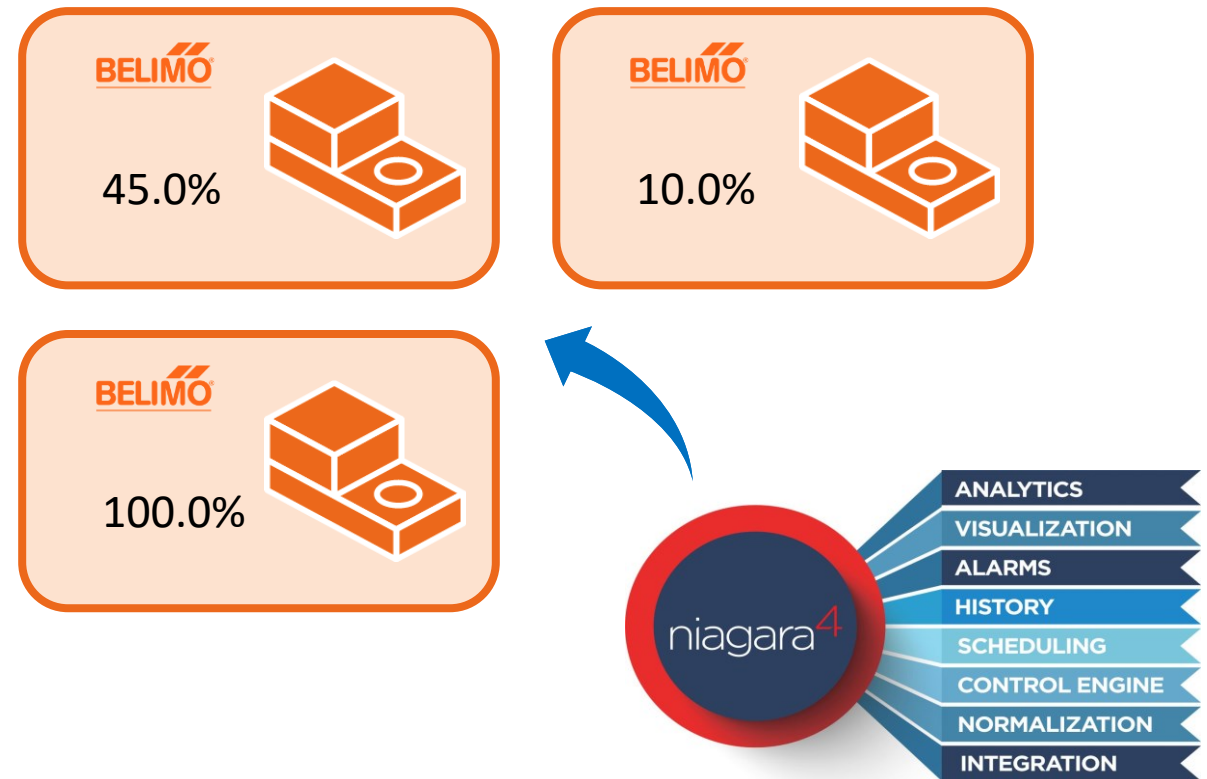 BELIMO®
45.0%
BELIMO®
10.0%
BELIMO®
100.0%
niagara4
ANALYTICS
VISUALIZATION
ALARMS
HISTORY
SCHEDULING
CONTROL ENGINE
NORMALIZATION
INTEGRATION